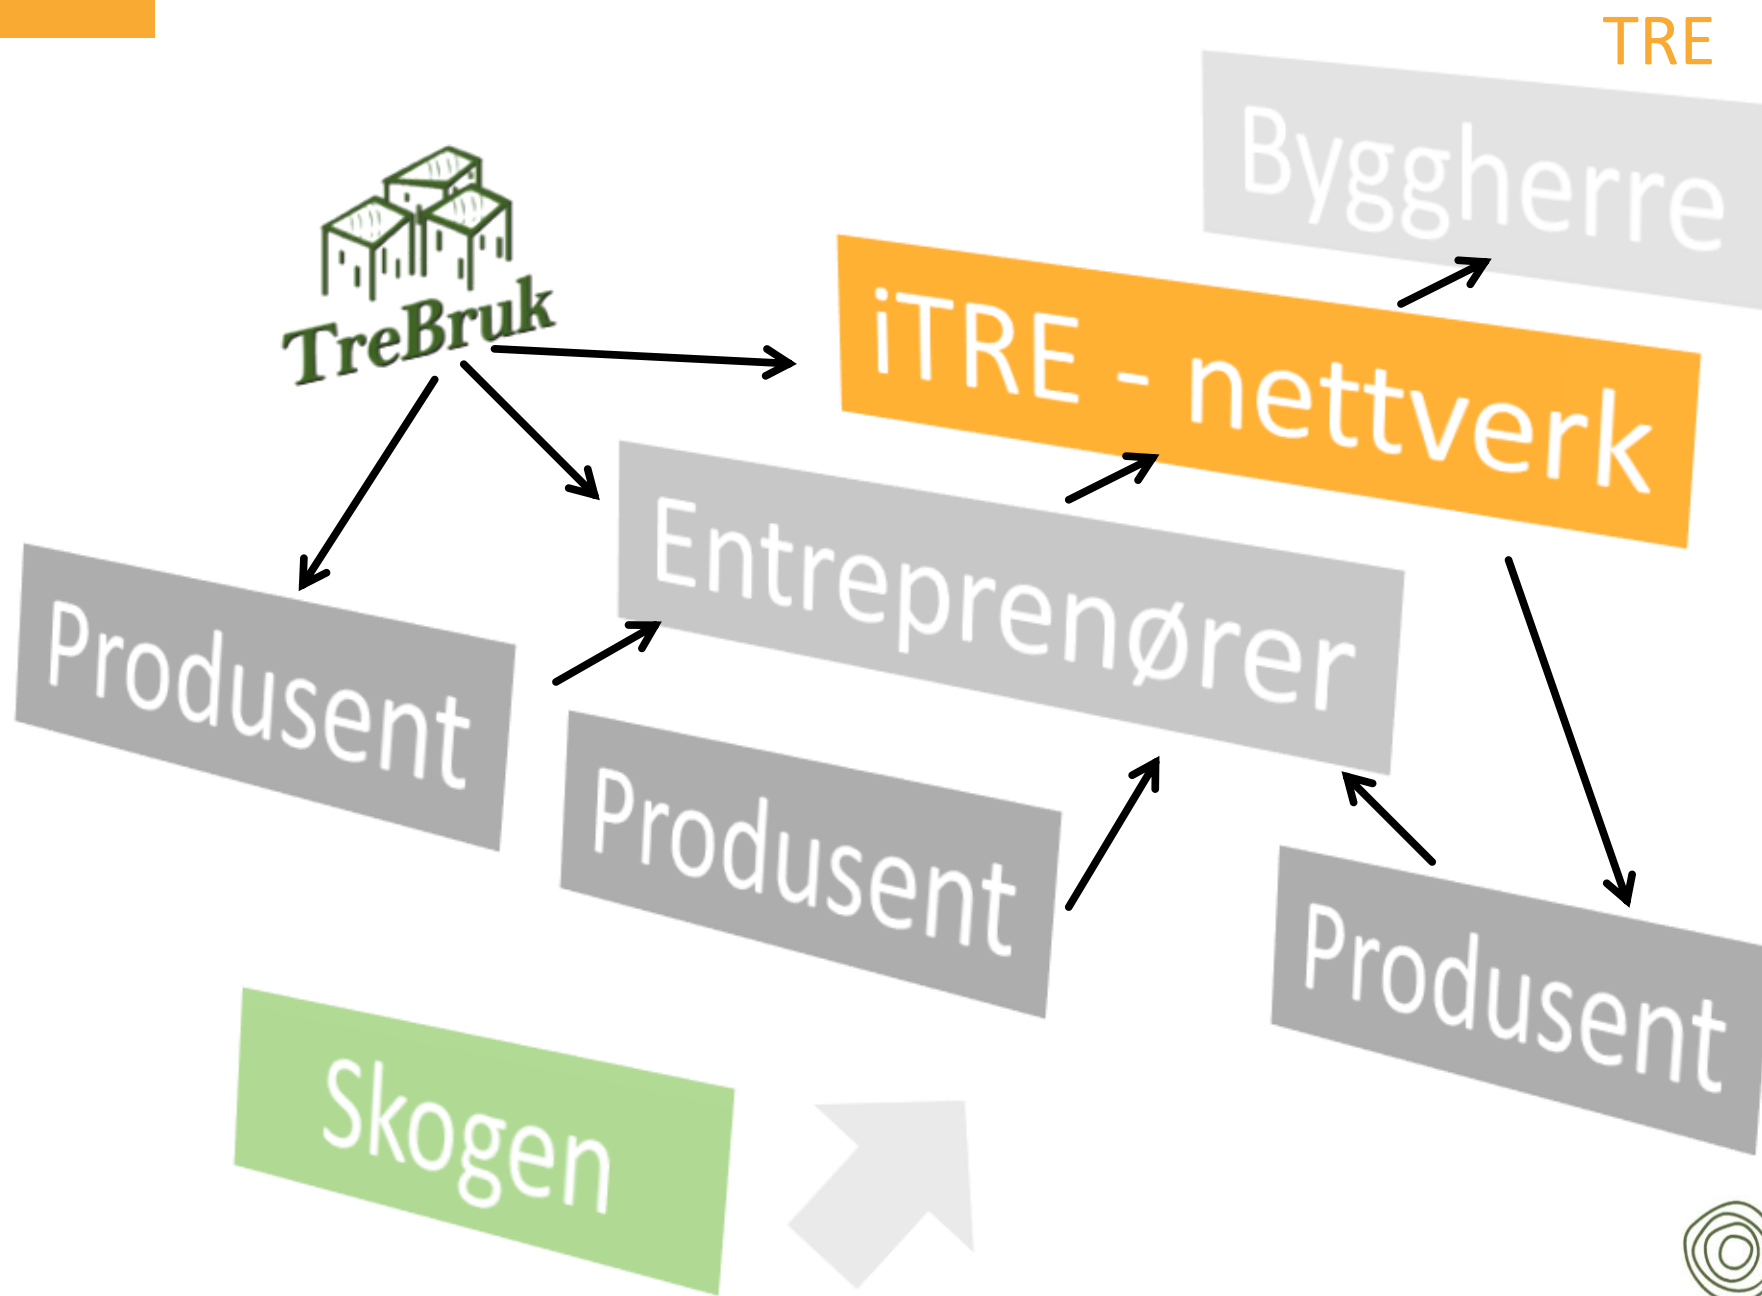 TRE
Byggherre
TreBruk
iTRE - nettverk
Entreprenører
Produsent
Produsent
Produsent
Skogen